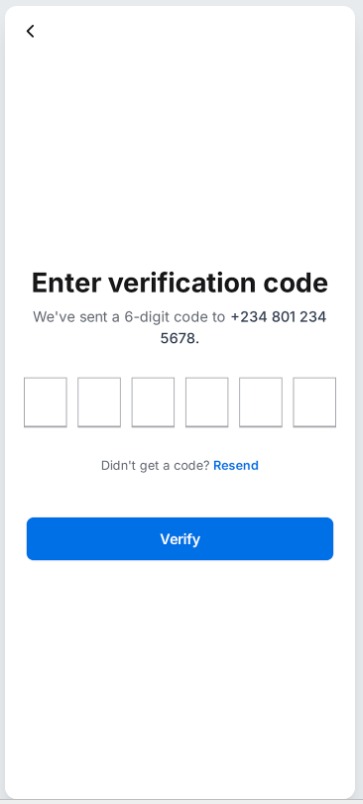 Enter verification code
We've sent a 6-digit code to +234 801 234
5678.
Didn't get a code? Resend
Verify